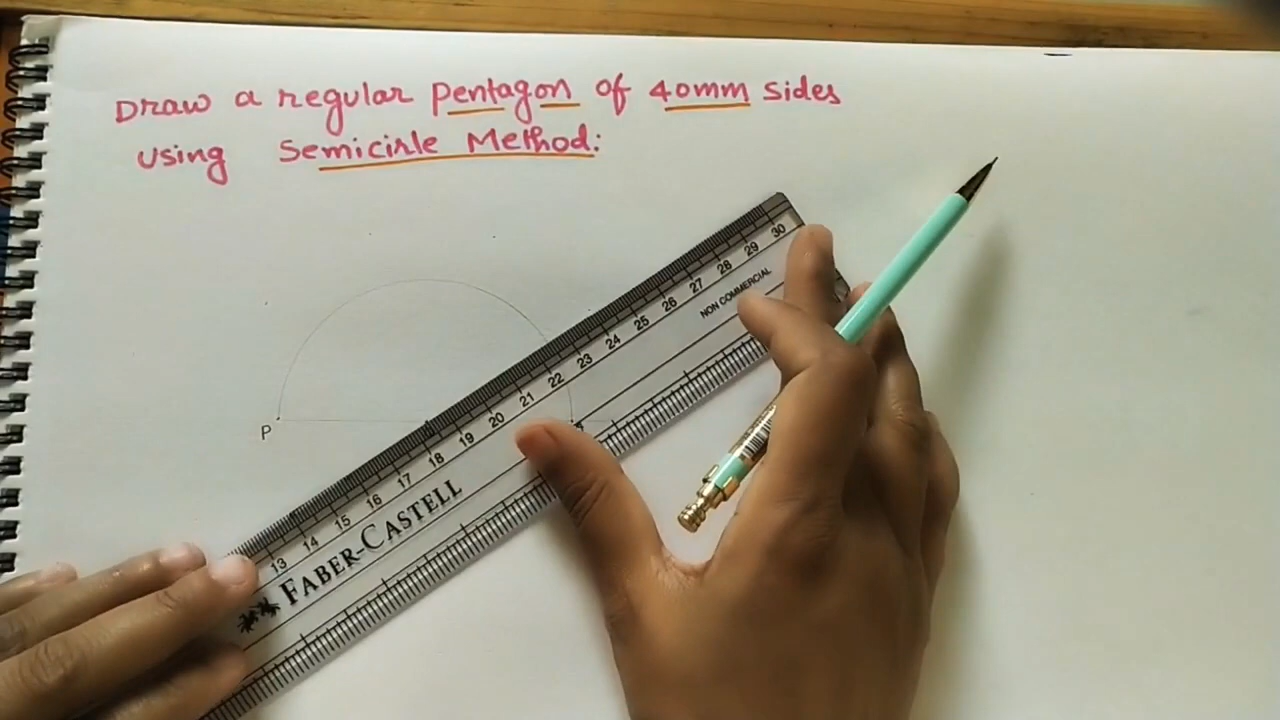 Draw a regular pentagon of 40mm sides
using Semicirle Method:
P
13 14 15 16 17 18 19 20 21 22 23 24 25 26 27 28 29 30
NON COMMERCIAL
FABER-CASTELL